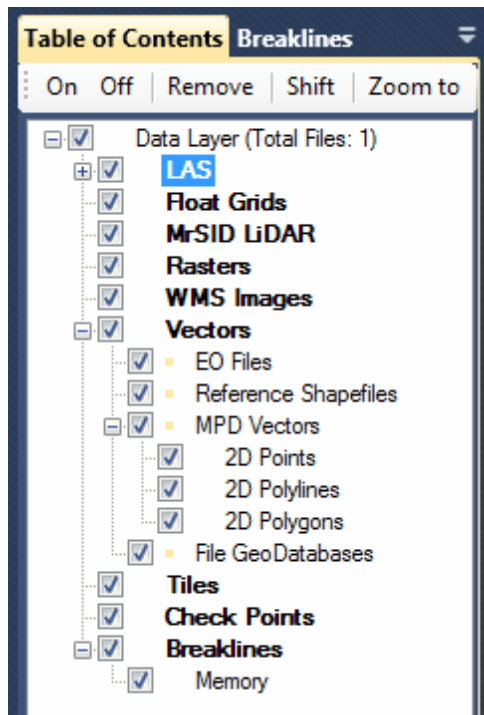 Table of Contents Breaklines
On Off Remove Shift Zoom to
Data Layer (Total Files: 1)
LAS
Float Grids
MrSID LiDAR
Rasters
WMS Images
Vectors
EO Files
Reference Shapefiles
MPD Vectors
2D Points
2D Polylines
2D Polygons
File GeoDatabases
Tiles
Check Points
Breaklines
Memory